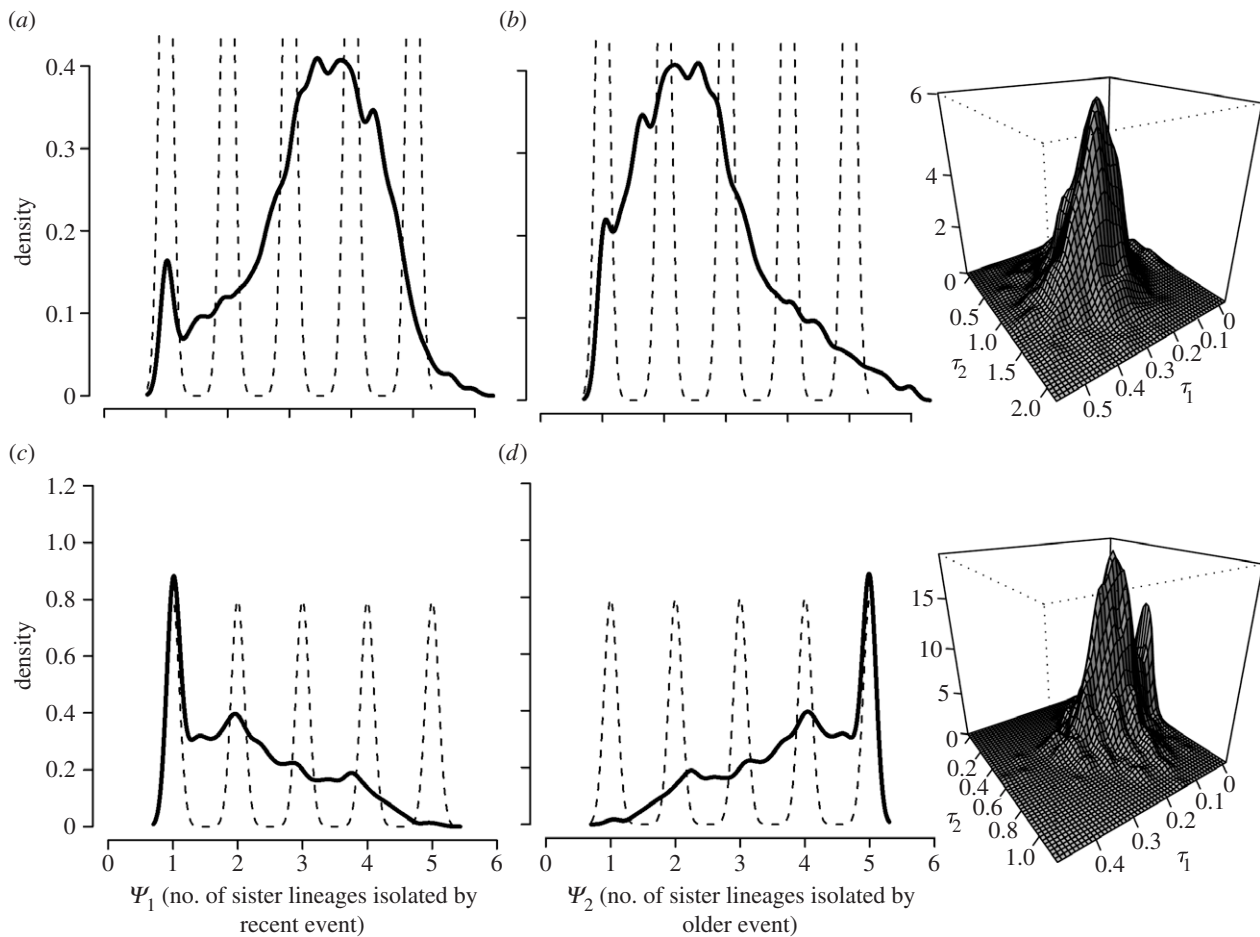 (a)
(b)
0.4
0.3
0.2
0.1
0
density
6
4
2
0
0.5
1.0
1.5
2.0
τ2
0.5
0.4
0.3
0.2
0.1
0
τ1
(c)
(d)
1.2
1.0
0.8
0.6
0.4
0.2
0
density
0 1 2 3 4 5 6
Ψ1 (no. of sister lineages isolated by
recent event)
0 1 2 3 4 5 6
Ψ2 (no. of sister lineages isolated by
older event)
15
10
5
0
0.2
0.4
0.6
0.8
1.0
τ2
0.4
0.3
0.2
0.1
0
τ1